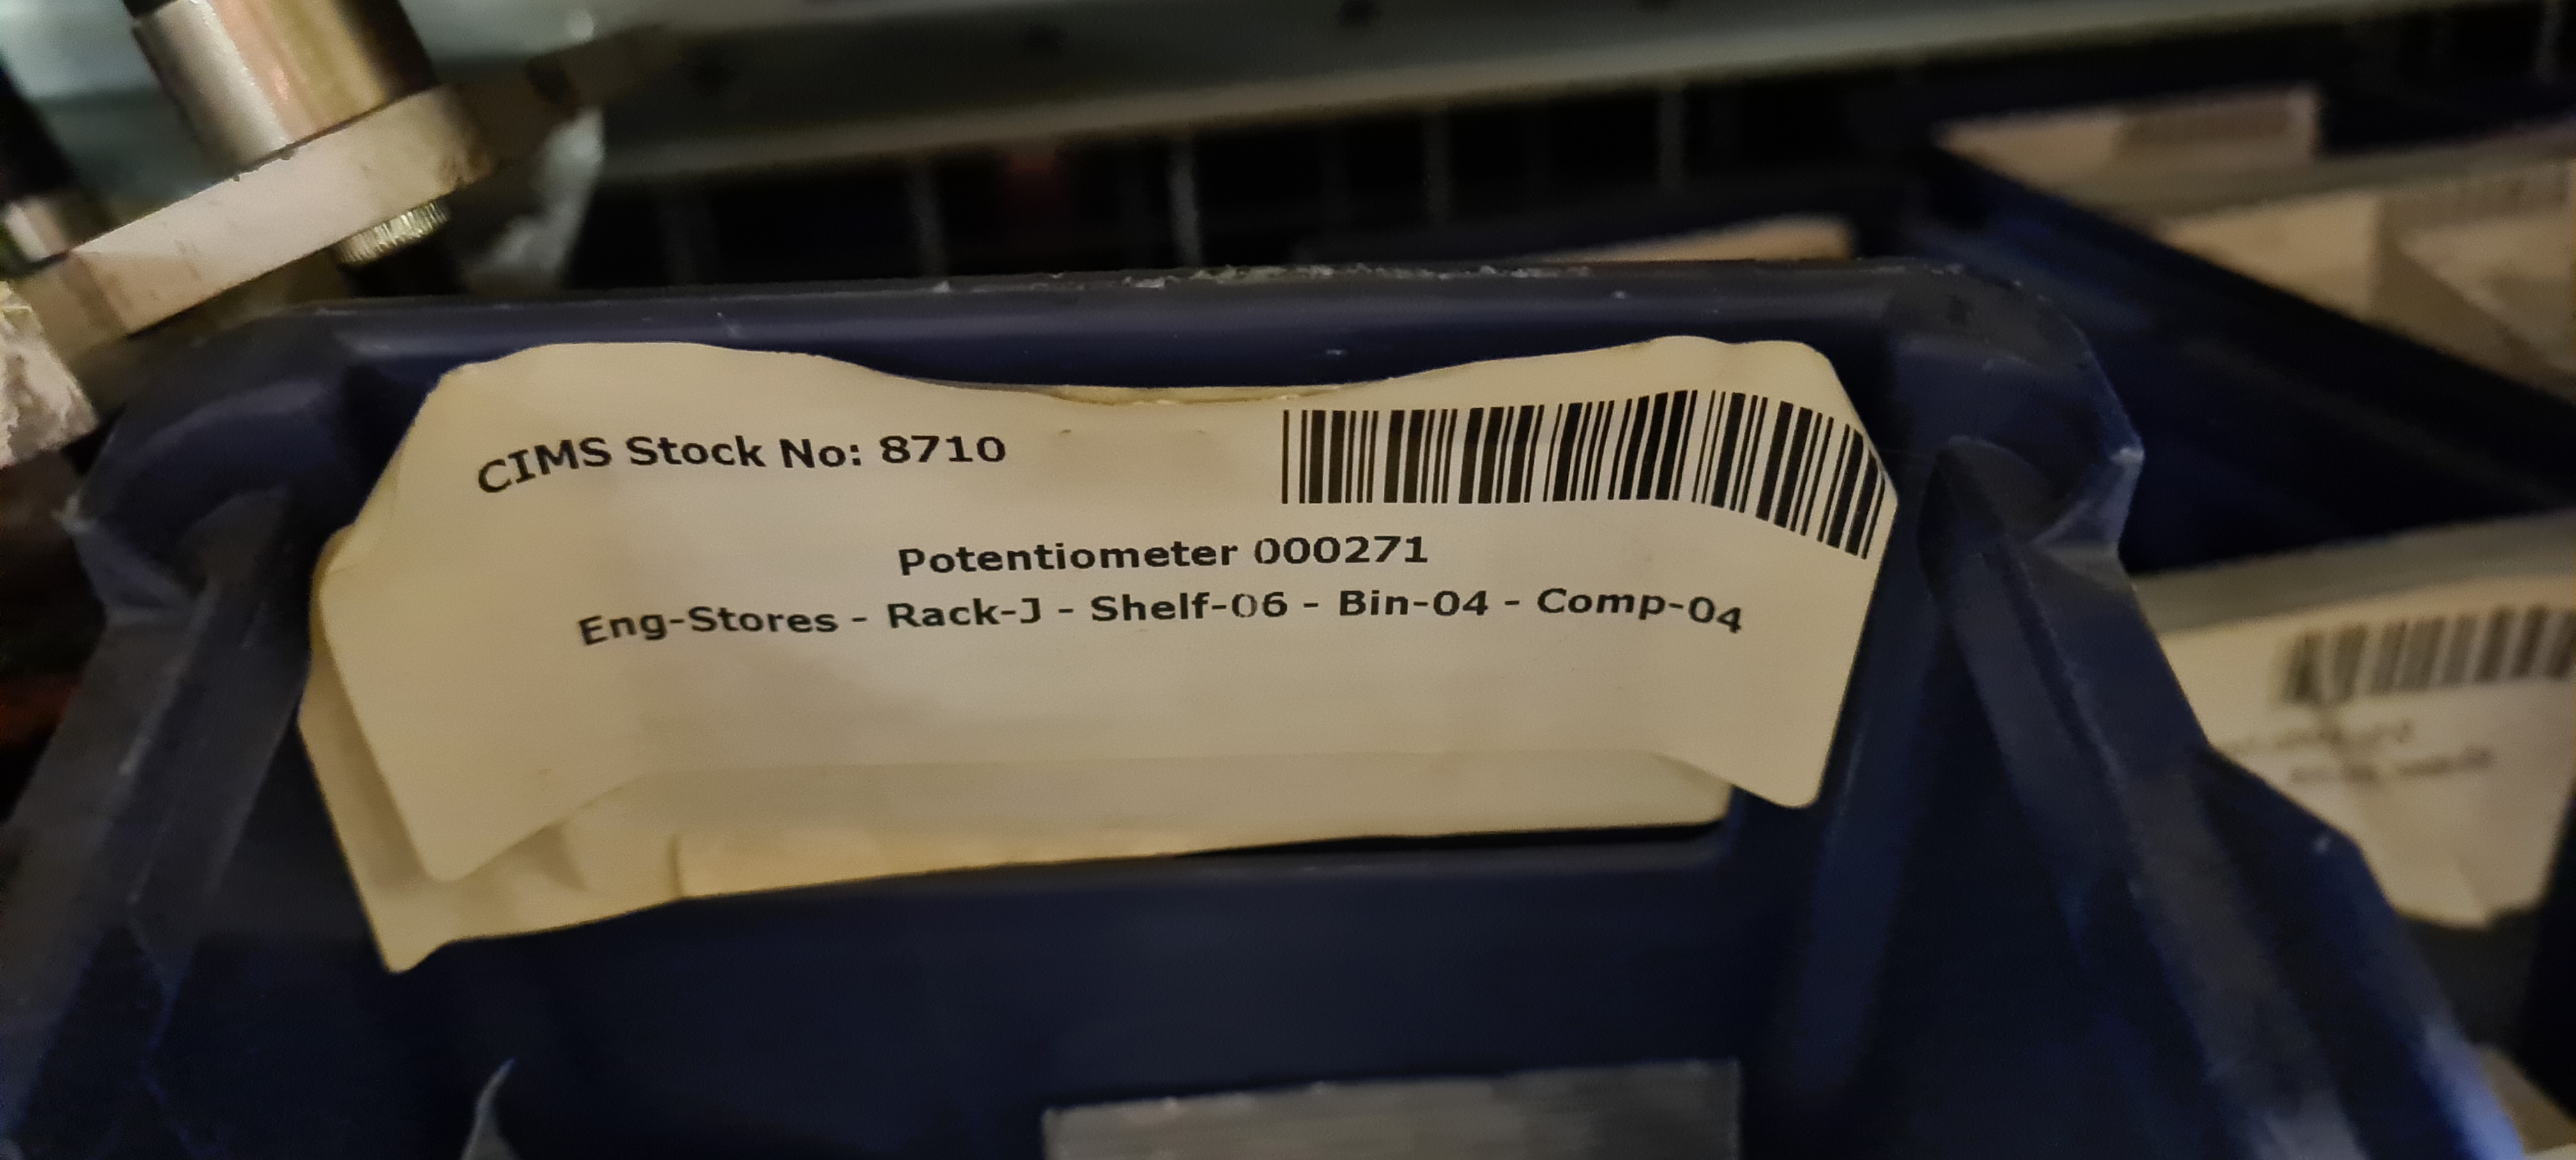 CIMS Stock No: 8710
Potentiometer 000271
Eng-Stores - Rack-J - Shelf-06 - Bin-04 - Comp-04